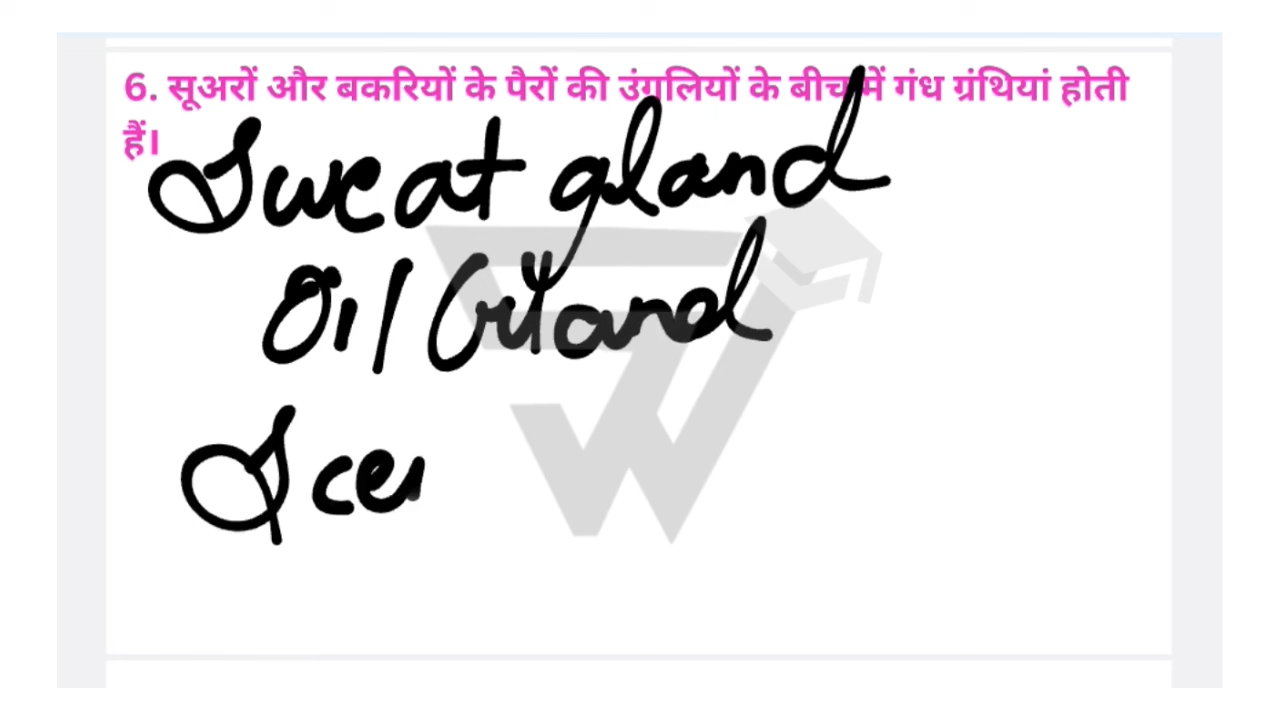 6. सूअरों और बकरियों के पैरों की उंगलियों के बीच में गंध ग्रंथियां होती
हैं।
Sweat gland
Oil Gland
Scen